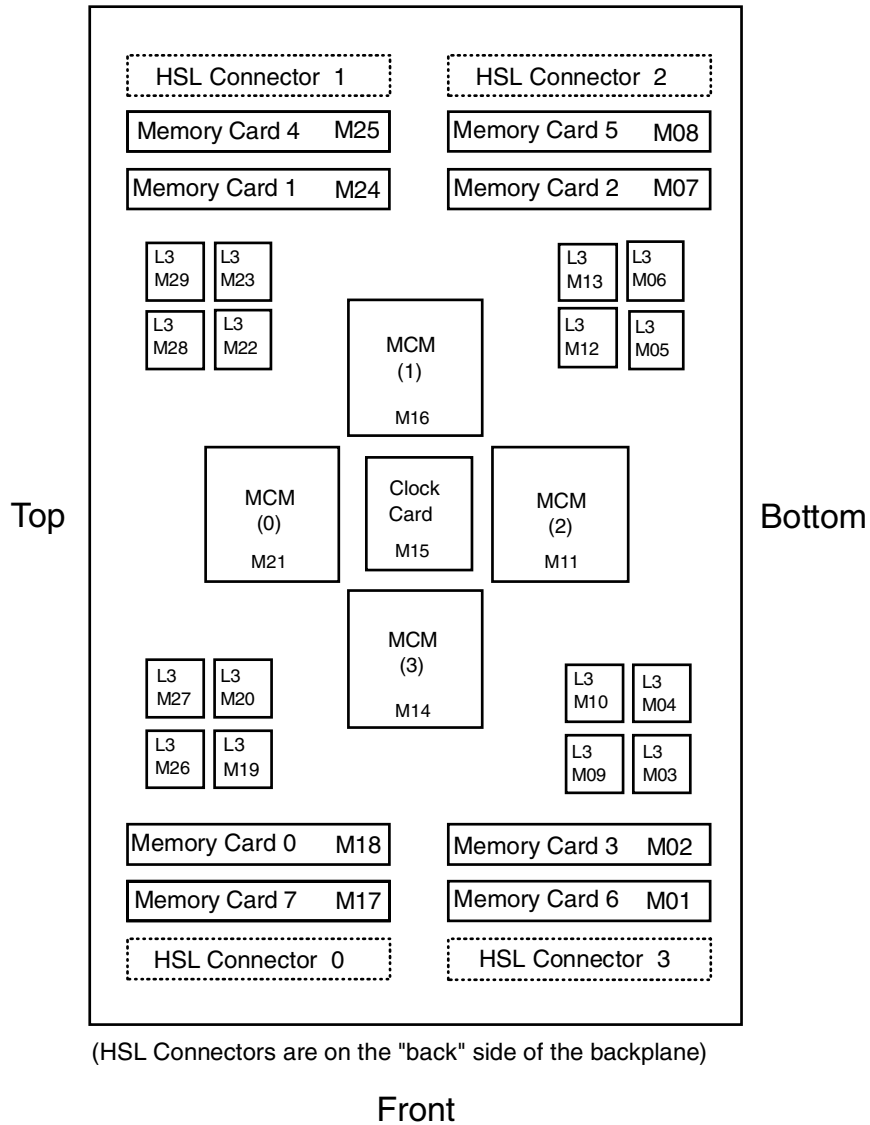 HSL Connector 1
HSL Connector 2
Memory Card 4 M25
Memory Card 5 M08
Memory Card 1 M24
Memory Card 2 M07
L3
M29
L3
M23
L3
M13
L3
M06
L3
M28
L3
M22
L3
M12
L3
M05
MCM
(1)
M16
Top
MCM
(0)
M21
Clock
Card
M15
MCM
(2)
M11
Bottom
MCM
(3)
M14
L3
M27
L3
M20
L3
M10
L3
M04
L3
M26
L3
M19
L3
M09
L3
M03
Memory Card 0 M18
Memory Card 3 M02
Memory Card 7 M17
Memory Card 6 M01
HSL Connector 0
HSL Connector 3
(HSL Connectors are on the "back" side of the backplane)
Front